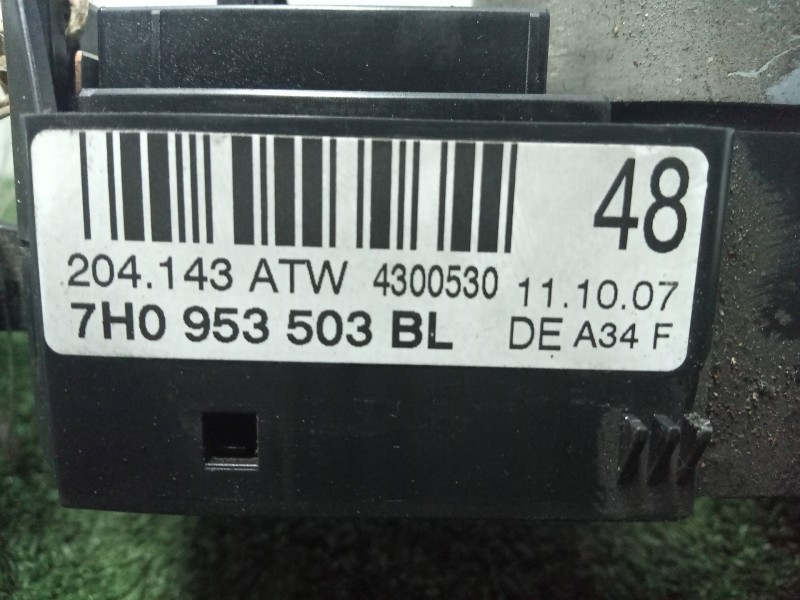 48
204.143 ATW 4300530 11.10.07
7H0 953 503 BL DE A34 F